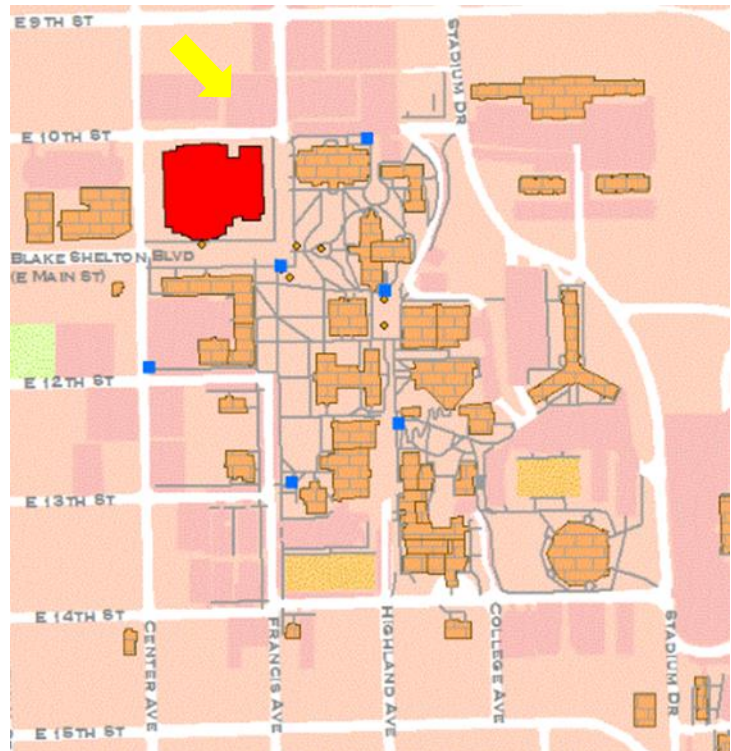 E 9TH ST
STADIUM DR
E 10TH ST
BLAKE SHELTON BLVD
(E MAIN ST)
E 12TH ST
E 13TH ST
E 14TH ST
CENTER AVE
FRANCIS AVE
HIGHLAND AVE
COLLEGE AVE
STADIUM DR
E 15TH ST